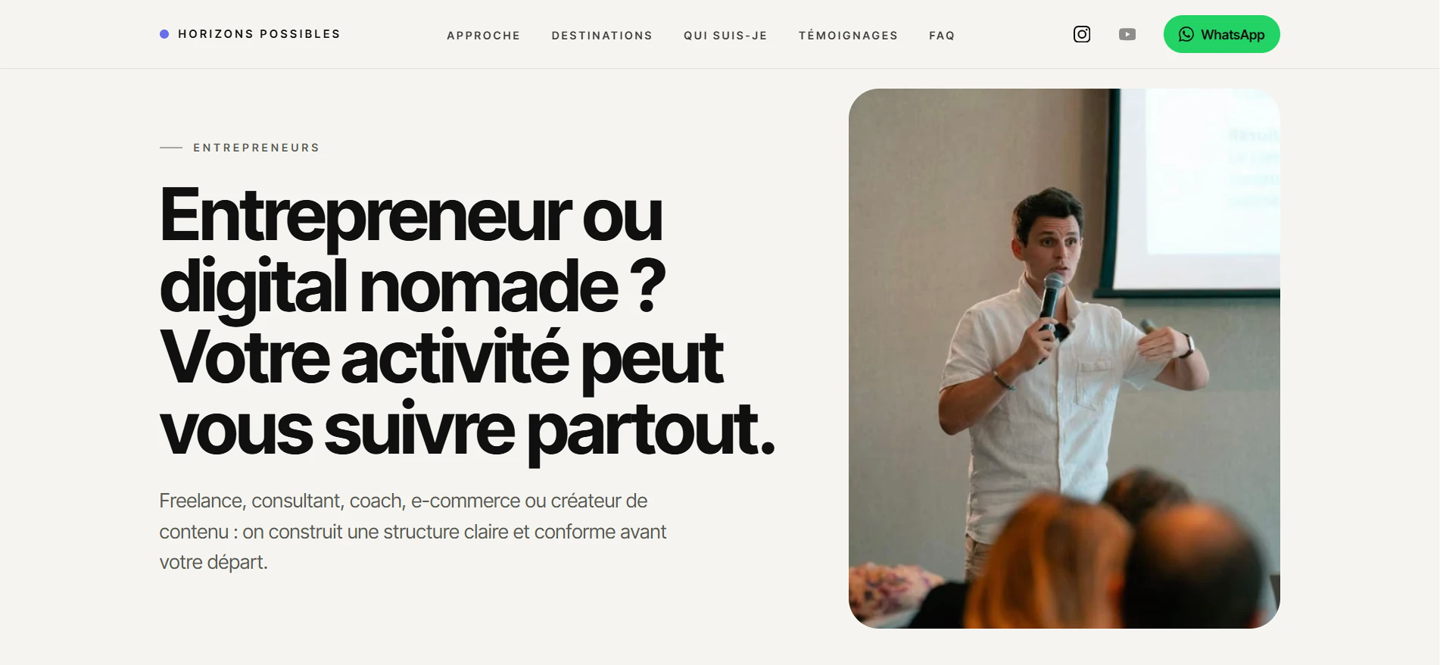 HORIZONS POSSIBLES
APPROCHE
DESTINATIONS
QUI SUIS-JE
TÉMOIGNAGES
FAQ
WhatsApp
ENTREPRENEURS
Entrepreneur ou
digital nomade ?
Votre activité peut
vous suivre partout.
Freelance, consultant, coach, e-commerce ou créateur de
contenu : on construit une structure claire et conforme avant
votre départ.